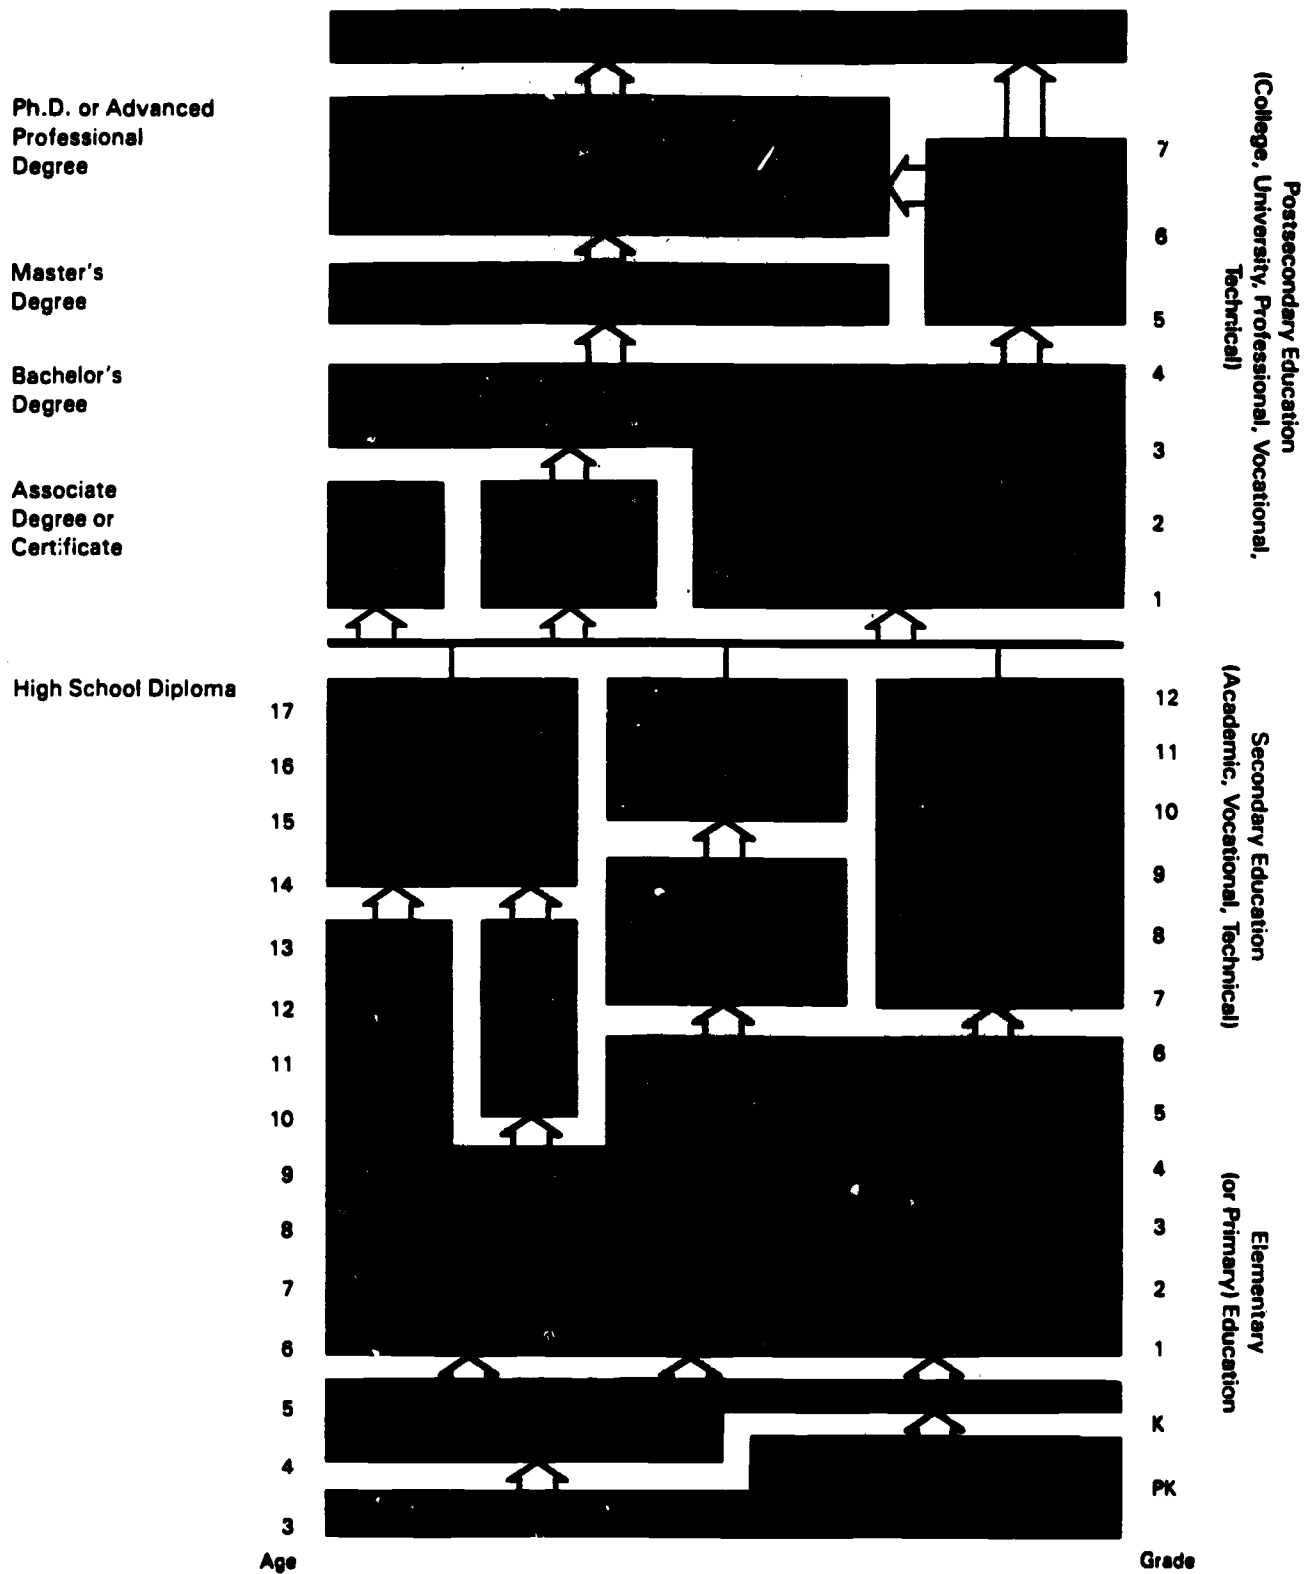 Ph.D. or Advanced
Professional
Degree
Master's
Degree
Bachelor's
Degree
Associate
Degree or
Certificate
High School Diploma
17
16
15
14
13
12
11
10
9
8
7
6
5
4
3
Age
7
6
5
4
3
2
1
12
11
10
9
8
7
6
5
4
3
2
1
K
PK
Grade
Postsecondary Education
(College, University, Professional, Vocational,
Technical)
Secondary Education
(Academic, Vocational, Technical)
Elementary
(or Primary) Education